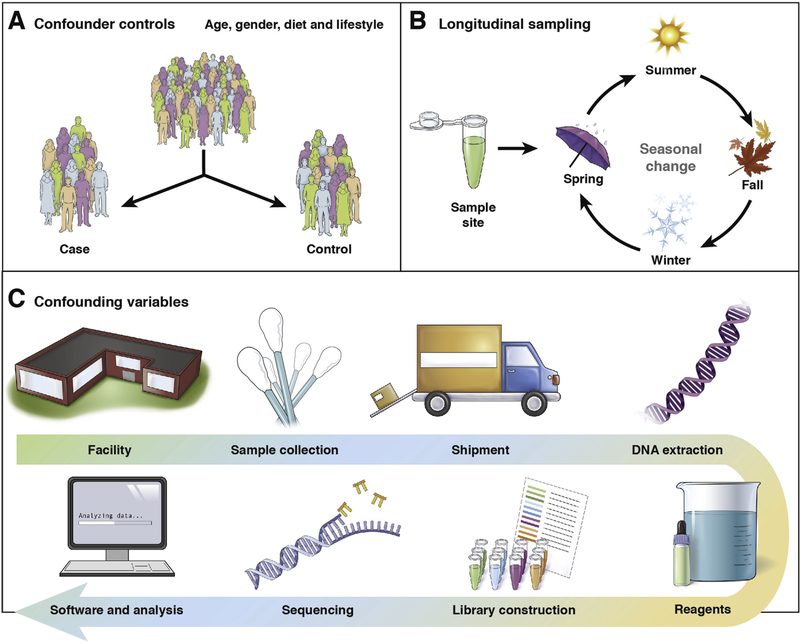 A Confounder controls Age, gender, diet and lifestyle
Case
Control
B Longitudinal sampling
Summer
Seasonal
change
Spring
Fall
Sample
site
Winter
C Confounding variables
Facility
Sample collection
Shipment
DNA extraction
Analyzing data...
Software and analysis
Sequencing
Library construction
Reagents